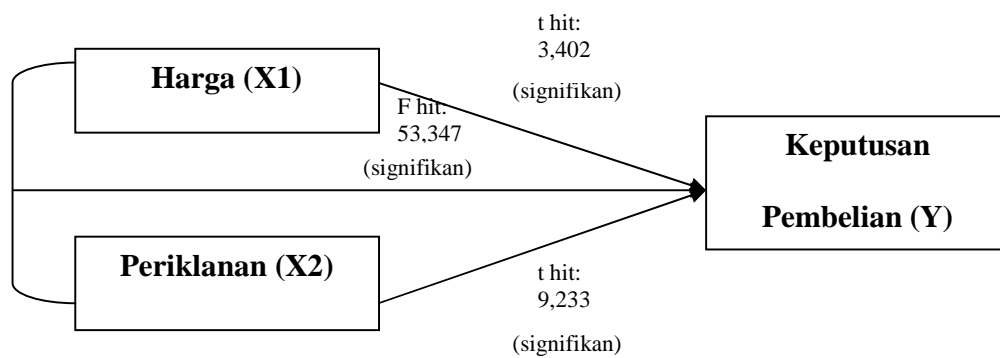 t hit:
3,402
(signifikan)
Harga (X1)
F hit:
53,347
(signifikan)
Keputusan
Pembelian (Y)
Periklanan (X2)
t hit:
9,233
(signifikan)